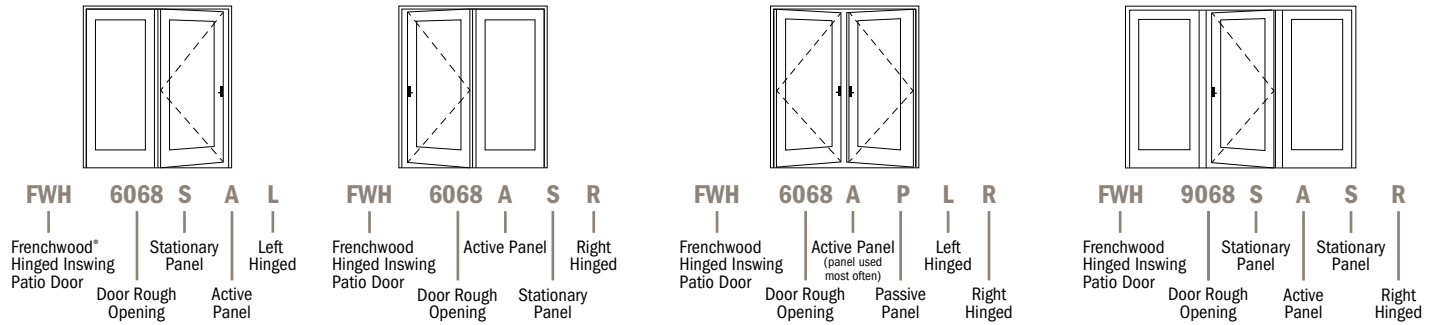 FWH 6068 S A L
Frenchwood®
Hinged Inswing
Patio Door
Door Rough
Opening
Stationary
Panel
Active
Panel
Left
Hinged
FWH 6068 A S R
Frenchwood
Hinged Inswing
Patio Door
Door Rough
Opening
Active Panel
Stationary
Panel
Right
Hinged
FWH 6068 A P L R
Frenchwood
Hinged Inswing
Patio Door
Door Rough
Opening
Active Panel
(panel used
most often)
Passive
Panel
Left
Hinged
Right
Hinged
FWH 9068 S A S R
Frenchwood
Hinged Inswing
Patio Door
Door Rough
Opening
Stationary
Panel
Active
Panel
Stationary
Panel
Right
Hinged